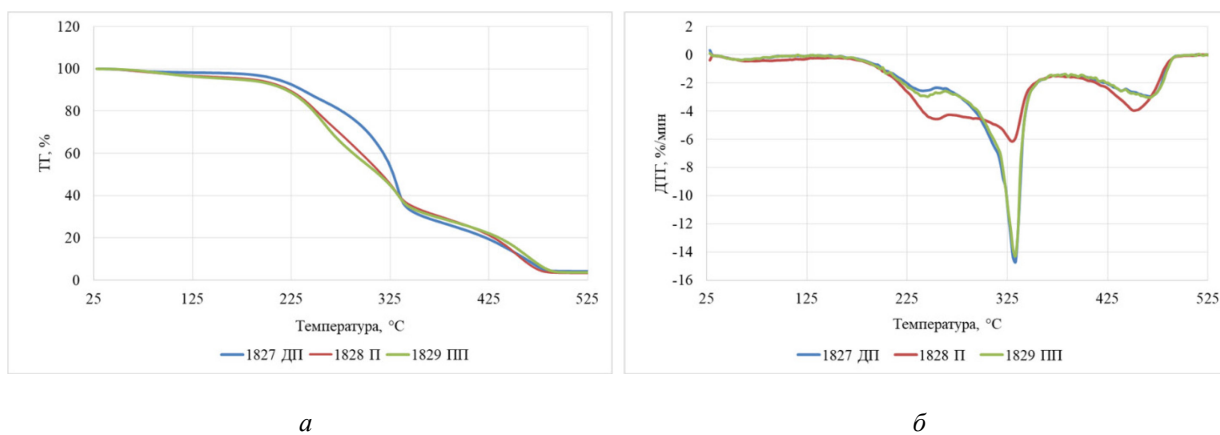 120
100
80
60
40
20
0
ТГ, %
25 125 225 325 425 525
Температура, °С
1827 ДП 1828 П 1829 ПП
а
2
0
-2
-4
-6
-8
-10
-12
-14
-16
ДТГ, %/мин
25 125 225 325 425 525
Температура, °С
1827 ДП 1828 П 1829 ПП
б